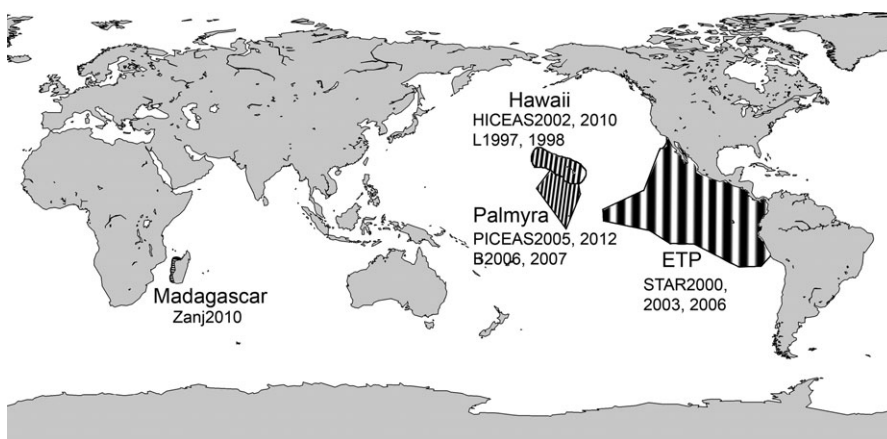 Hawaii
HICEAS2002, 2010
L1997, 1998
Palmyra
PICEAS2005, 2012
B2006, 2007
ETP
STAR2000,
2003, 2006
Madagascar
Zanj2010